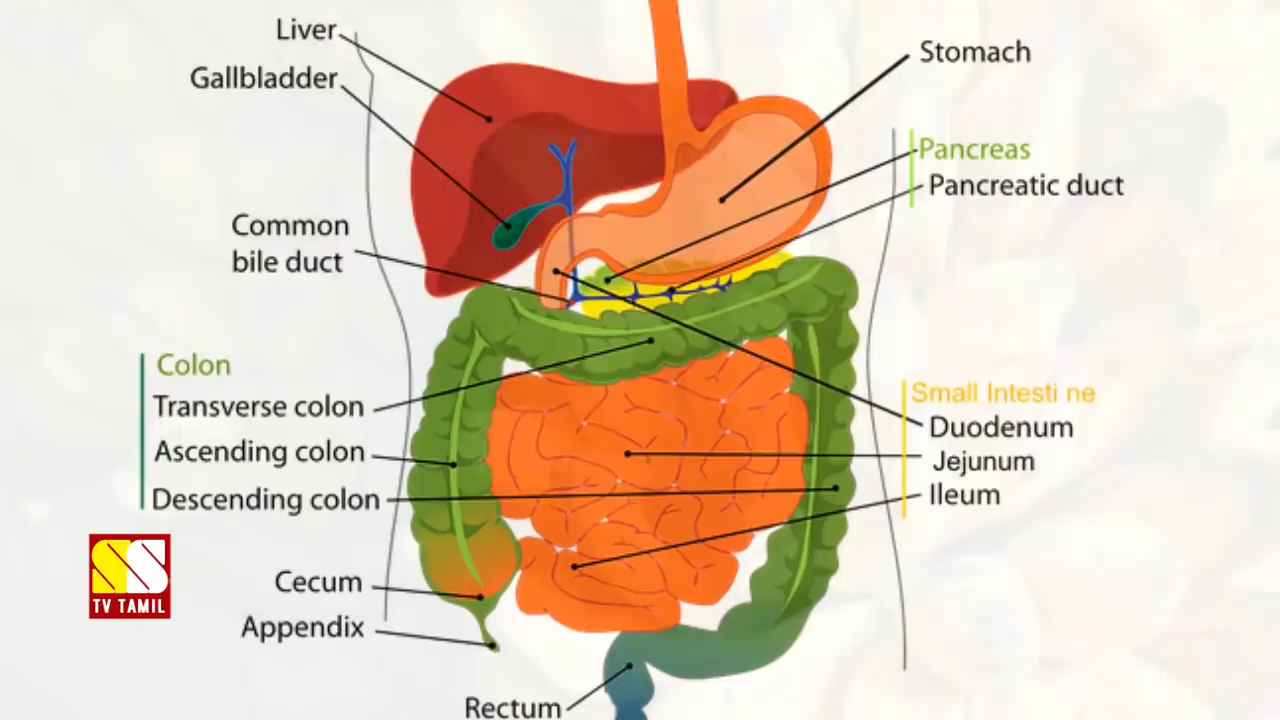 Liver
Gallbladder
Common
bile duct
Colon
Transverse colon
Ascending colon
Descending colon
SS
TV TAMIL
Cecum
Appendix
Rectum
Stomach
Pancreas
Pancreatic duct
Small Intesti ne
Duodenum
Jejunum
Ileum